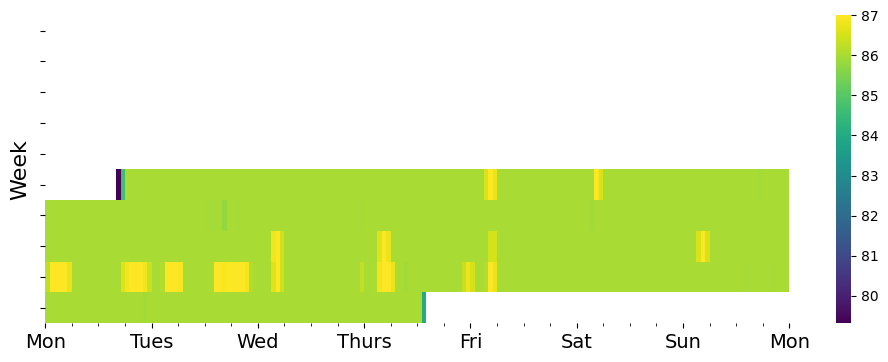 87
86
85
84
83
82
81
80
Week
Mon
Tues
Wed
Thurs
Fri
Sat
Sun
Mon